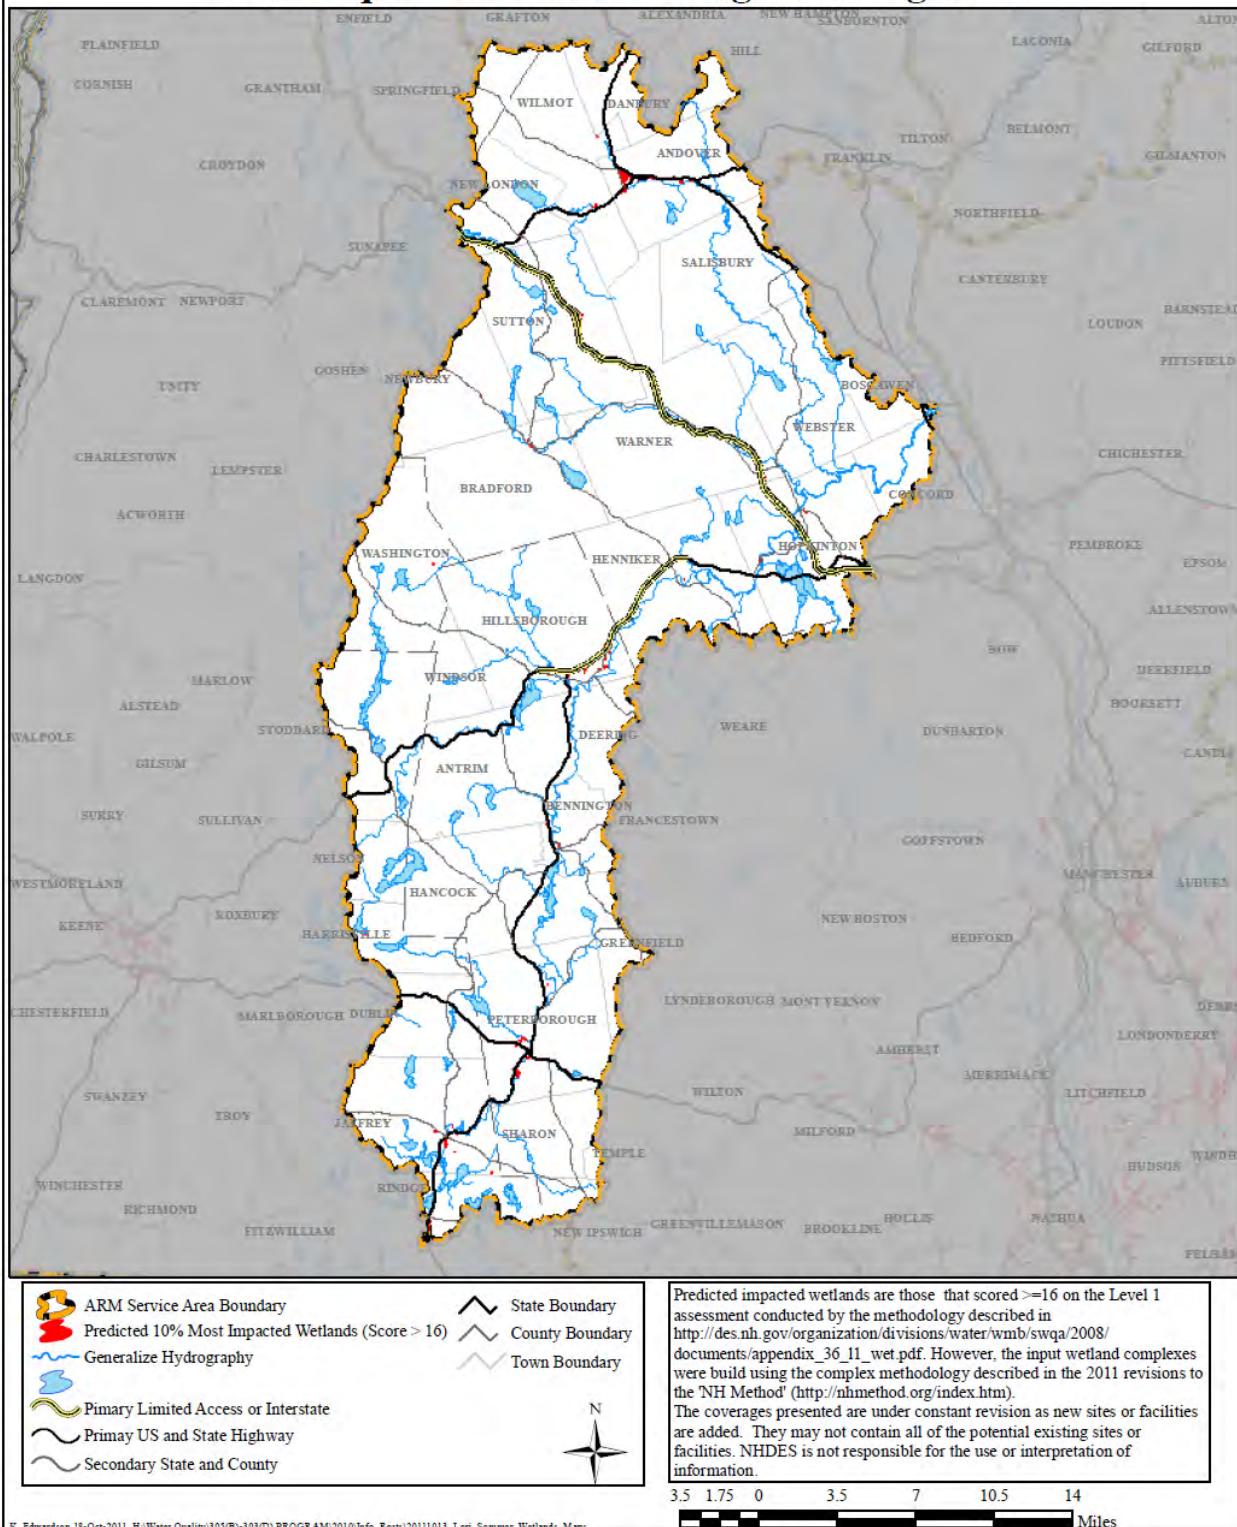 ENFIELD
GRAFTON
ALEXANDRIA
NEW HAMPTON
SANBORNTON
PLAINFIELD
HILL
LACONIA
GILFORD
CORNISH
GRANTHAM
SPRINGFIELD
WILMOT
DANBURY
TILTON
BELMONT
CROYDON
ANDOVER
FRANKLIN
GILMANTON
NEW LONDON
NORTHFIELD
SUNAPEE
SALISBURY
CANTERBURY
CLAREMONT
NEWPORT
SUTTON
LOUDON
BARNSTEAD
PITTSFIELD
GOSHEN
NEWBURY
UNITY
BOSCAWEN
WEBSTER
WARNER
CHARLESTOWN
LEMPSTER
CHICHESTER
BRADFORD
CONCORD
ACWORTH
WASHINGTON
HENNIKER
HOPKINTON
PEMBROKE
EPSOM
LANGDON
ALLENSTOWN
HILLSBOROUGH
BOW
MARLOW
WINDSOR
DEERFIELD
ALSTEAD
HOOKSETT
WALPOLE
STODDARD
DEERING
WEARE
DUNBARTON
GILSUM
ANTRIM
SURRY
SULLIVAN
BENNINGTON
FRANCESTOWN
GOFFSTOWN
NELSON
WESTMORELAND
HANCOCK
MANCHESTER
AUBURN
KEENE
ROXBURY
NEW BOSTON
HARRISVILLE
GREENFIELD
BEDFORD
CHESTERFIELD
MARLBOROUGH
DUBLIN
PETERBOROUGH
LYNDEBOROUGH
MONT VERNON
LONDONDERRY
AMHERST
MERRIMACK
SWANZEY
TROY
JAFFREY
SHARON
WILTON
LITCHFIELD
MILFORD
TEMPLE
HUDSON
WINCHESTER
RINDGE
RICHMOND
FITZWILLIAM
NEW IPSWICH
GREENVILLE
MASON
BROOKLINE
HOLLIS
NASHUA
ARM Service Area Boundary
Predicted 10% Most Impacted Wetlands (Score > 16)
Generalize Hydrography
Pimary Limited Access or Interstate
Primay US and State Highway
Secondary State and County
State Boundary
County Boundary
Town Boundary
N
Predicted impacted wetlands are those that scored >=16 on the Level 1
assessment conducted by the methodology described in
http://des.nh.gov/organization/divisions/water/wmb/swqa/2008/
documents/appendix_36_l1_wet.pdf. However, the input wetland complexes
were build using the complex methodology described in the 2011 revisions to
the 'NH Method' (http://nhmethod.org/index.htm).
The coverages presented are under constant revision as new sites or facilities
are added. They may not contain all of the potential existing sites or
facilities. NHDES is not responsible for the use or interpretation of
information.
3.5 1.75 0 3.5 7 10.5 14
Miles